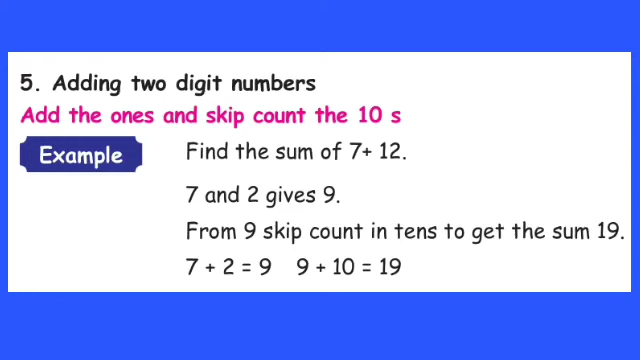 5. Adding two digit numbers
Add the ones and skip count the 10 s
Example
Find the sum of 7+ 12.
7 and 2 gives 9.
From 9 skip count in tens to get the sum 19.
7 + 2 = 9 9 + 10 = 19